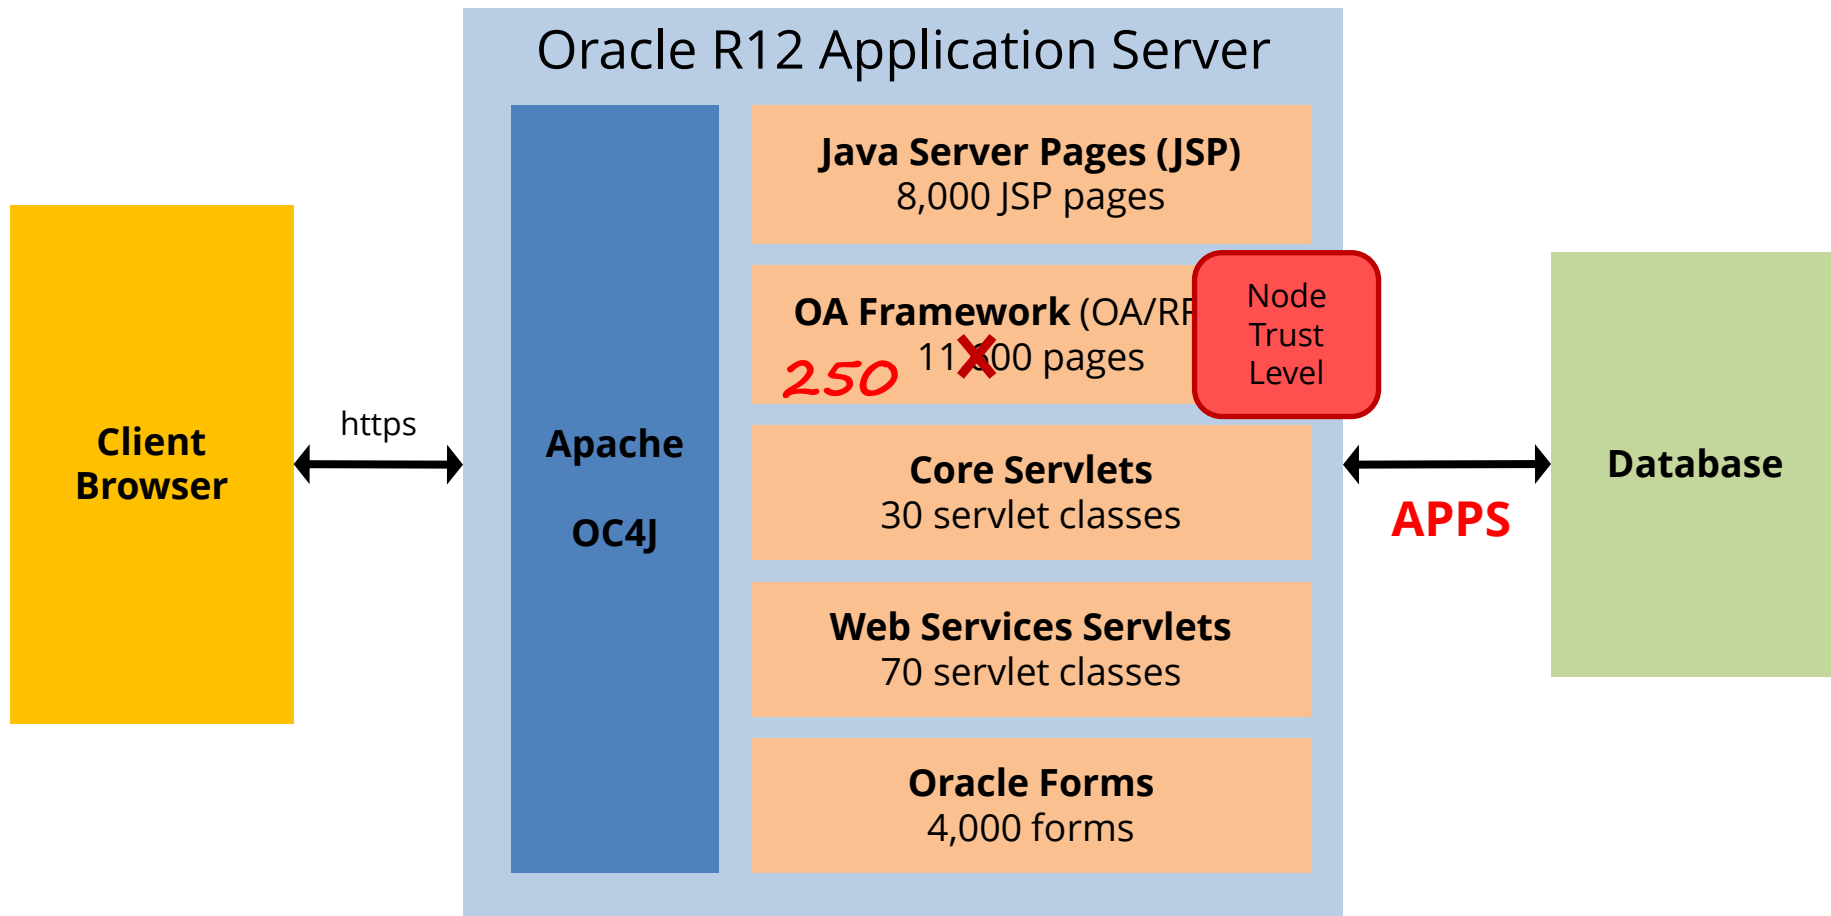 Oracle R12 Application Server
Client
Browser
https
Apache
OC4J
Java Server Pages (JSP)
8,000 JSP pages
OA Framework (OA/RF
250
pages
Node
Trust
Level
Core Servlets
30 servlet classes
Web Services Servlets
70 servlet classes
Oracle Forms
4,000 forms
APPS
Database